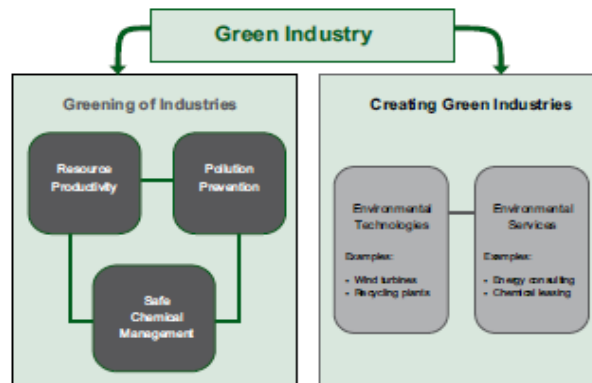 Green Industry
Greening of Industries
Resource
Productivity
Pollution
Prevention
Safe
Chemical
Management
Creating Green Industries
Environmental
Technologies
Examples:
• Wind turbines
• Recycling plants
Environmental
Services
Examples:
• Energy consulting
• Chemical leasing